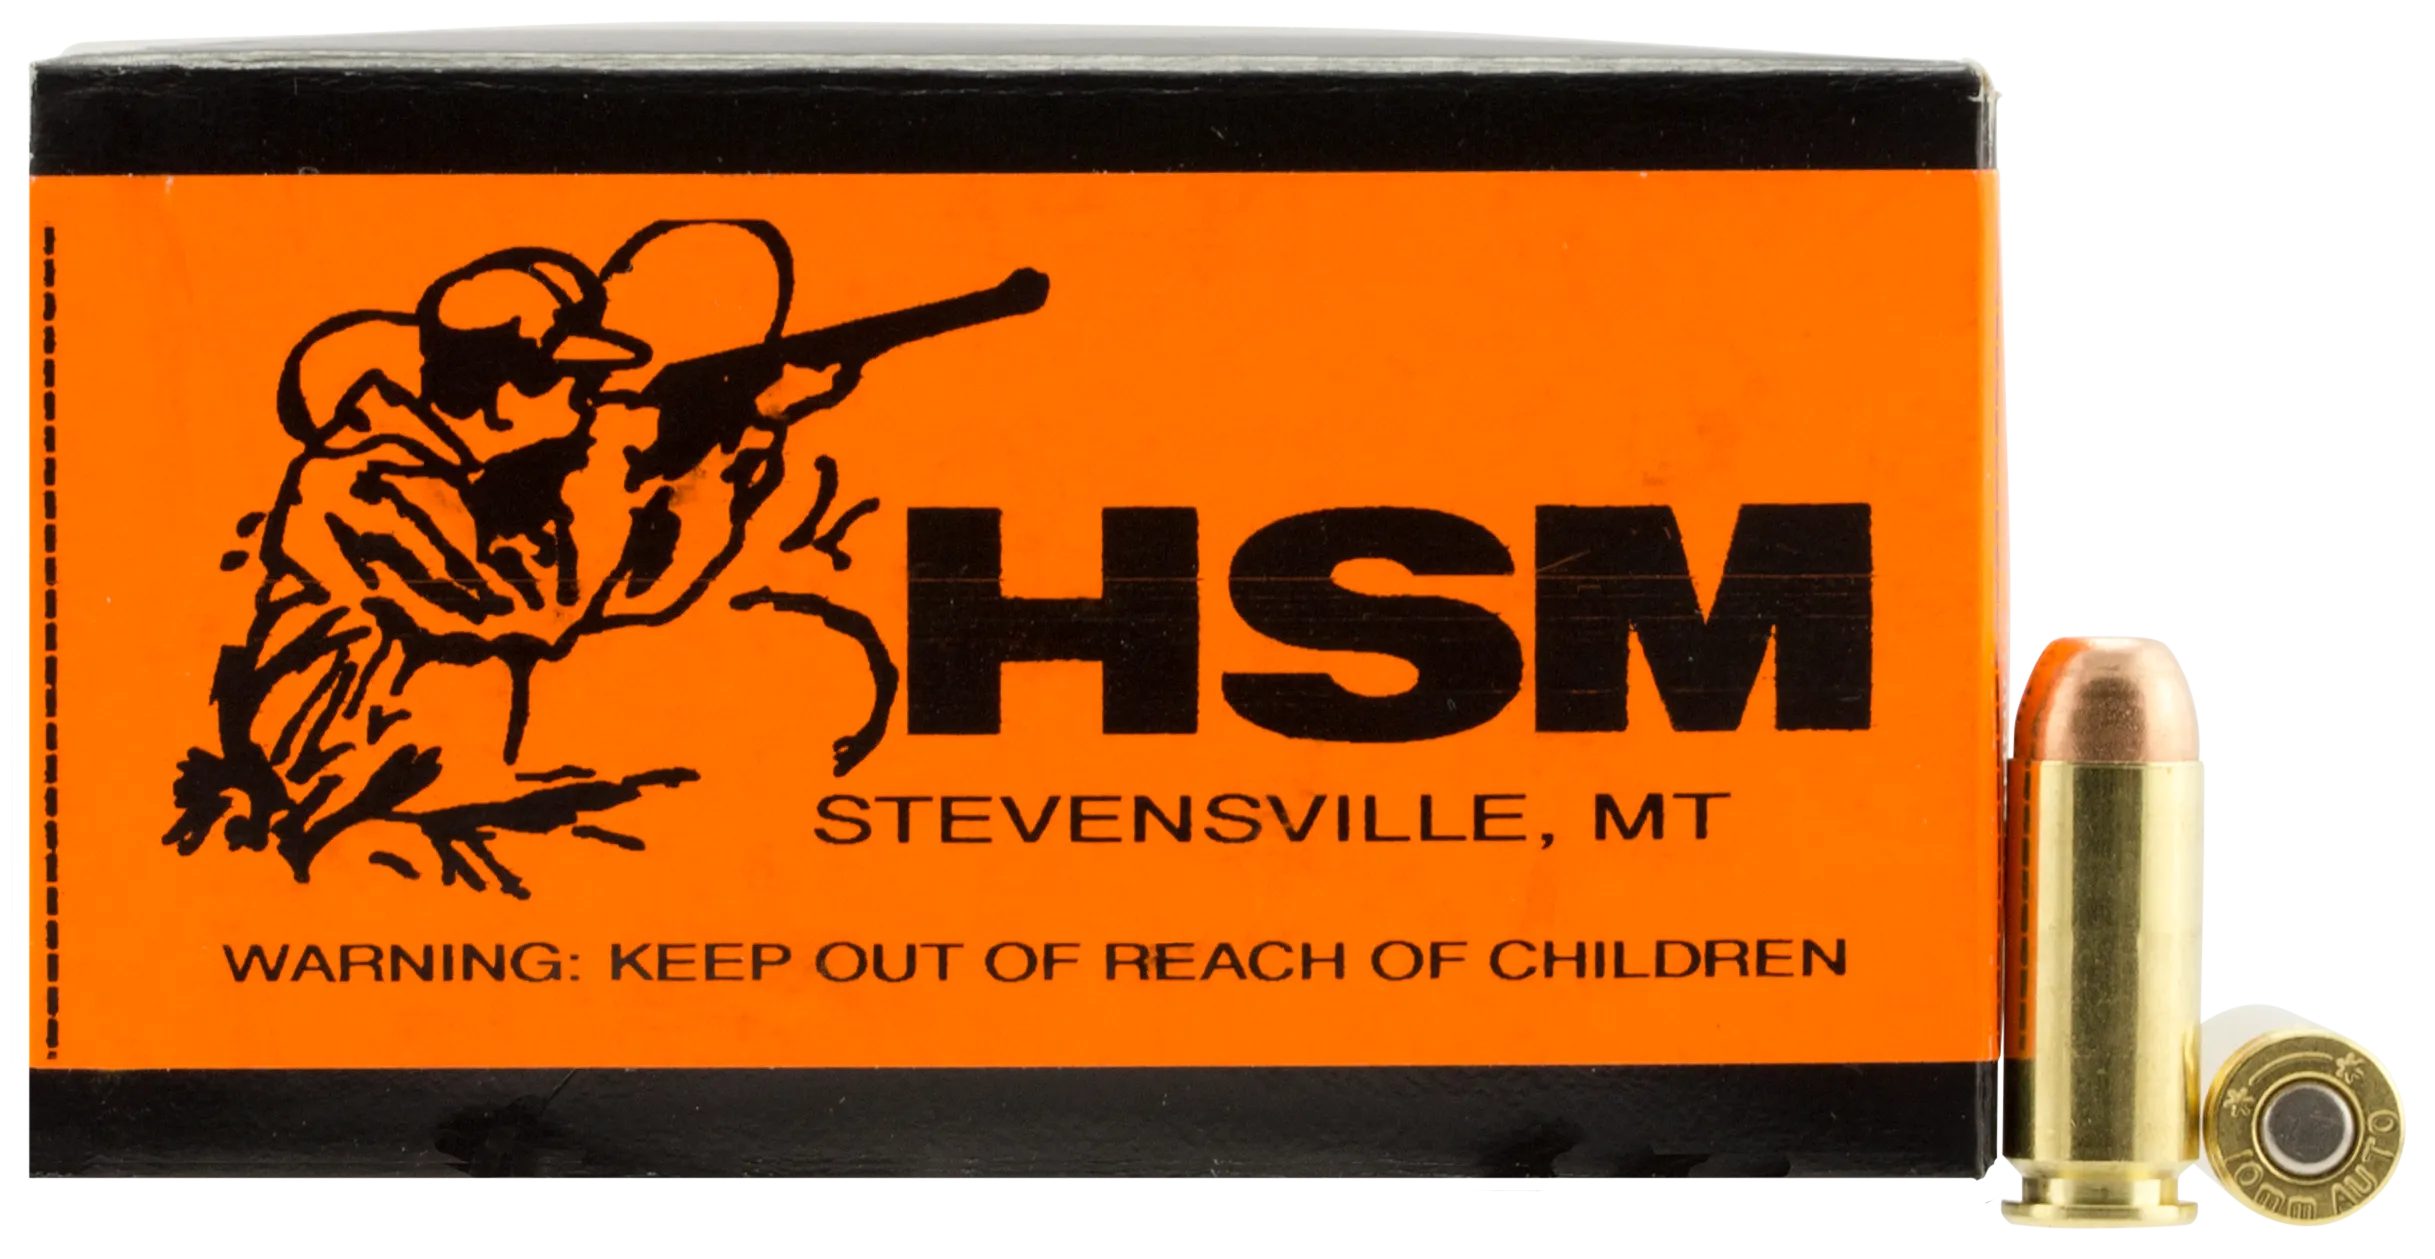 HSM
STEVENSVILLE, MT
WARNING: KEEP OUT OF REACH OF CHILDREN
10mm AUTO